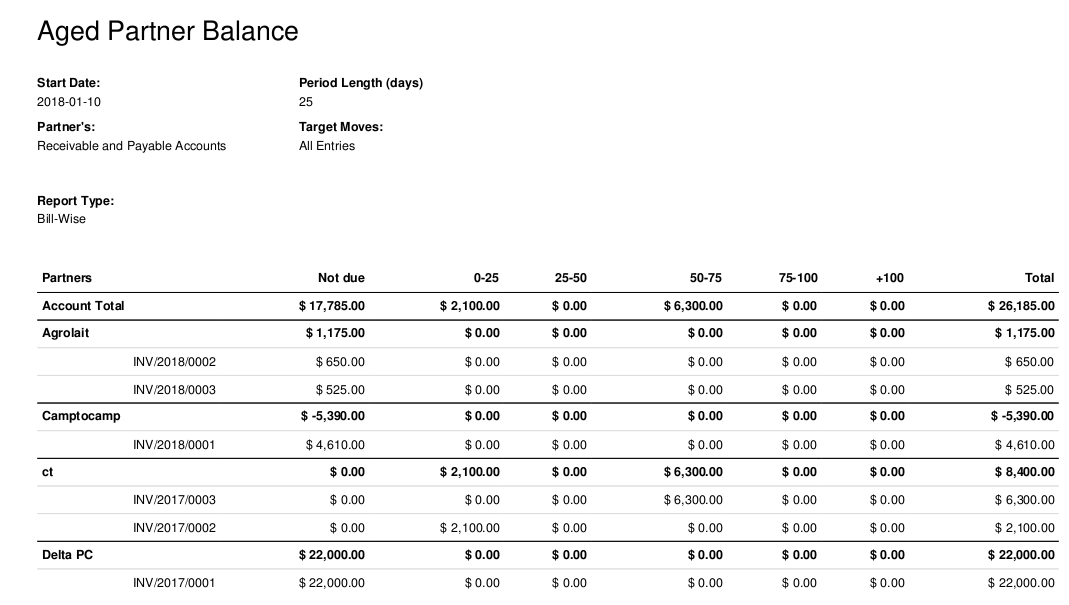 Aged Partner Balance
Start Date: Period Length (days)
2018-01-10 25
Partner's: Target Moves:
Receivable and Payable Accounts All Entries
Report Type:
Bill-Wise
Partners Not due 0-25 25-50 50-75 75-100 +100 Total
Account Total $ 17,785.00 $ 2,100.00 $ 0.00 $ 6,300.00 $ 0.00 $ 0.00 $ 26,185.00
Agrolait $ 1,175.00 $ 0.00 $ 0.00 $ 0.00 $ 0.00 $ 0.00 $ 1,175.00
INV/2018/0002 $ 650.00 $ 0.00 $ 0.00 $ 0.00 $ 0.00 $ 0.00 $ 650.00
INV/2018/0003 $ 525.00 $ 0.00 $ 0.00 $ 0.00 $ 0.00 $ 0.00 $ 525.00
Camptocamp $ -5,390.00 $ 0.00 $ 0.00 $ 0.00 $ 0.00 $ 0.00 $ -5,390.00
INV/2018/0001 $ 4,610.00 $ 0.00 $ 0.00 $ 0.00 $ 0.00 $ 0.00 $ 4,610.00
ct $ 0.00 $ 2,100.00 $ 0.00 $ 6,300.00 $ 0.00 $ 0.00 $ 8,400.00
INV/2017/0003 $ 0.00 $ 0.00 $ 0.00 $ 6,300.00 $ 0.00 $ 0.00 $ 6,300.00
INV/2017/0002 $ 0.00 $ 2,100.00 $ 0.00 $ 0.00 $ 0.00 $ 0.00 $ 2,100.00
Delta PC $ 22,000.00 $ 0.00 $ 0.00 $ 0.00 $ 0.00 $ 0.00 $ 22,000.00
INV/2017/0001 $ 22,000.00 $ 0.00 $ 0.00 $ 0.00 $ 0.00 $ 0.00 $ 22,000.00